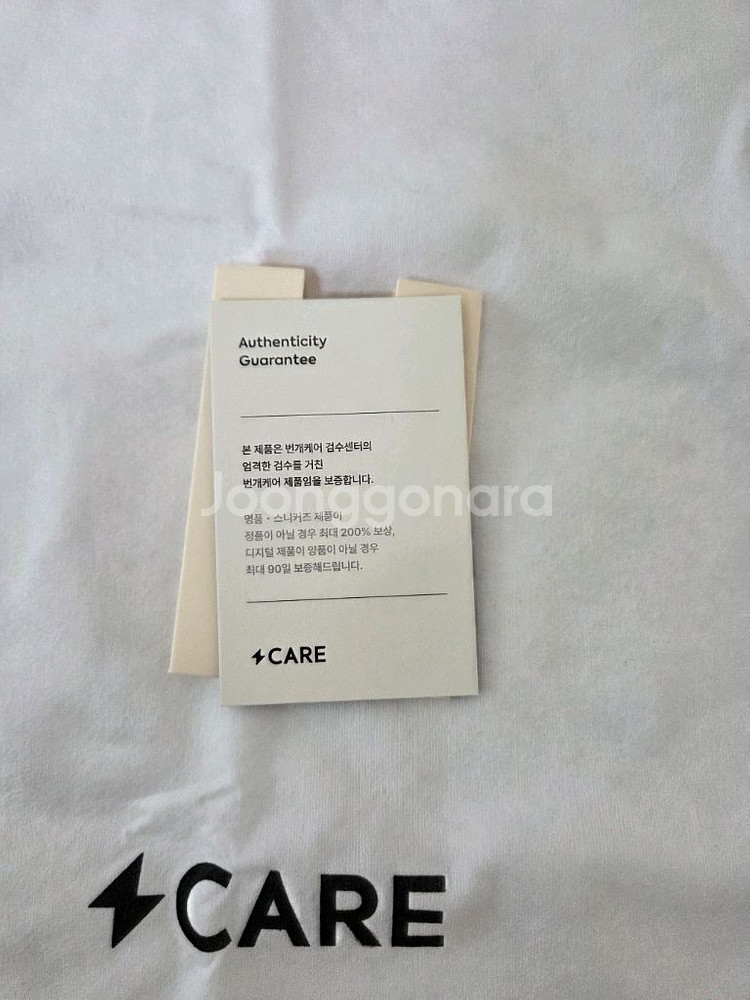 Authenticity
Guarantee
본 제품은 번개케어 검수센터의
엄격한 검수를 거친
번개케어 제품임을 보증합니다.
Joonggonara
명품・스니커즈 제품이
정품이 아닐 경우 최대 200% 보상,
디지털 제품이 양품이 아닐 경우
최대 90일 보증해드립니다.
CARE
CARE